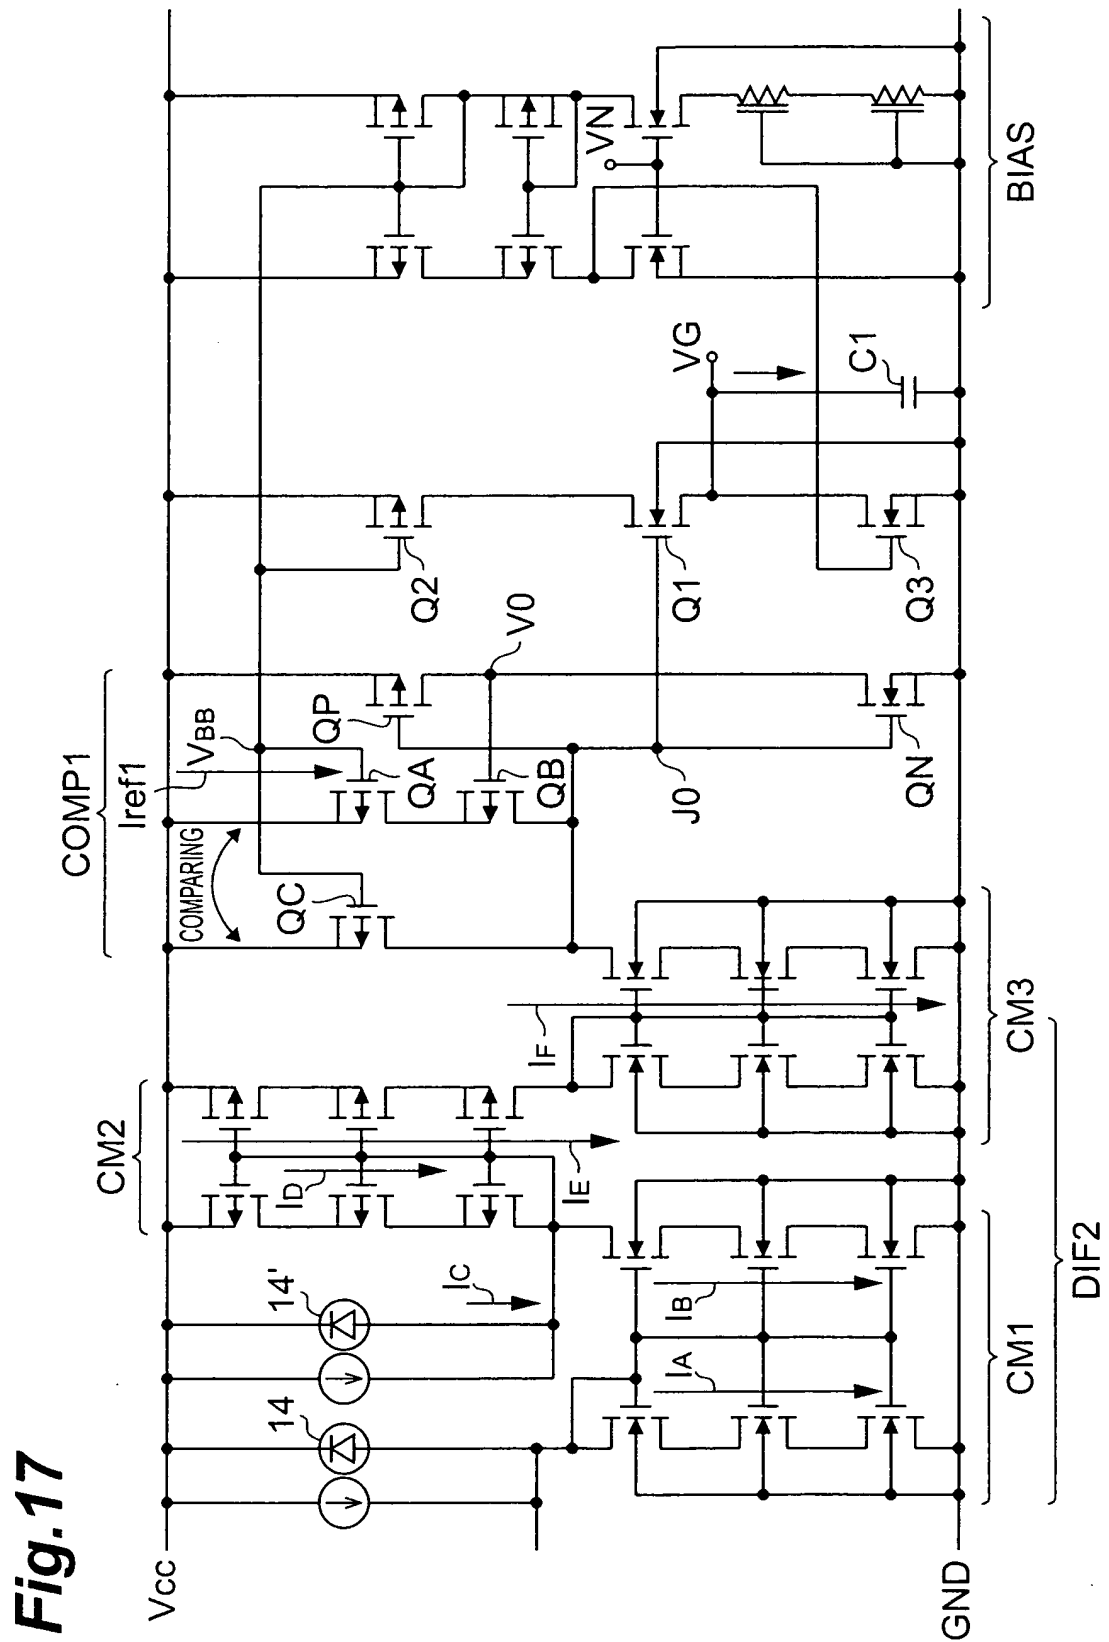 Fig.17
Vcc
GND
14
14'
IA
IB
IC
CM1
DIF2
CM2
ID
IE
IF
CM3
COMP1
Iref1
COMPARING
VBB
QC
QA
QB
QP
V0
J0
QN
Q2
Q1
Q3
VG
C1
VN
BIAS